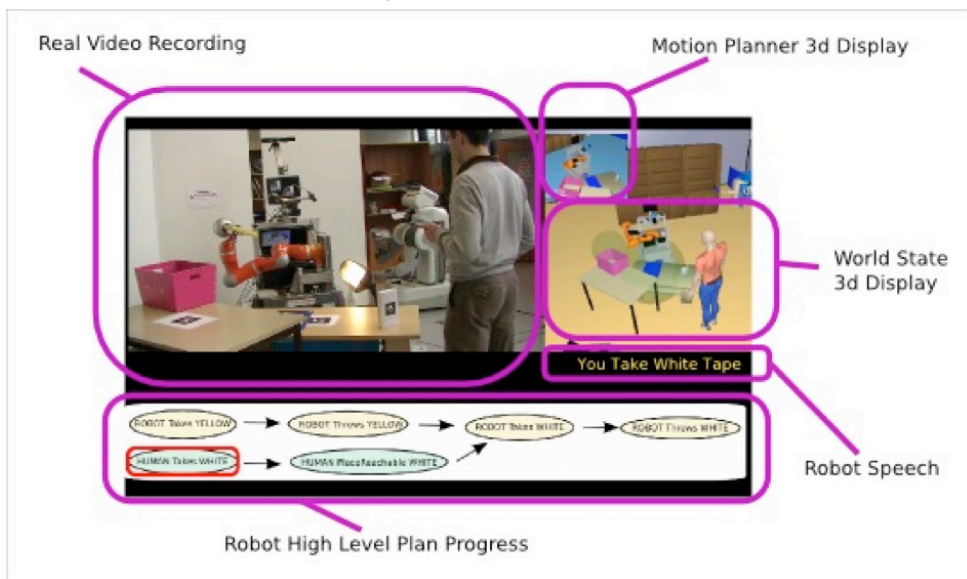 Real Video Recording
Motion Planner 3d Display
World State
3d Display
You Take White Tape
ROBOT Takes YELLOW
ROBOT Throws YELLOW
ROBOT Takes WHITE
ROBOT Throws WHITE
HUMAN Takes WHITE
HUMAN PlaceReachable WHITE
Robot Speech
Robot High Level Plan Progress